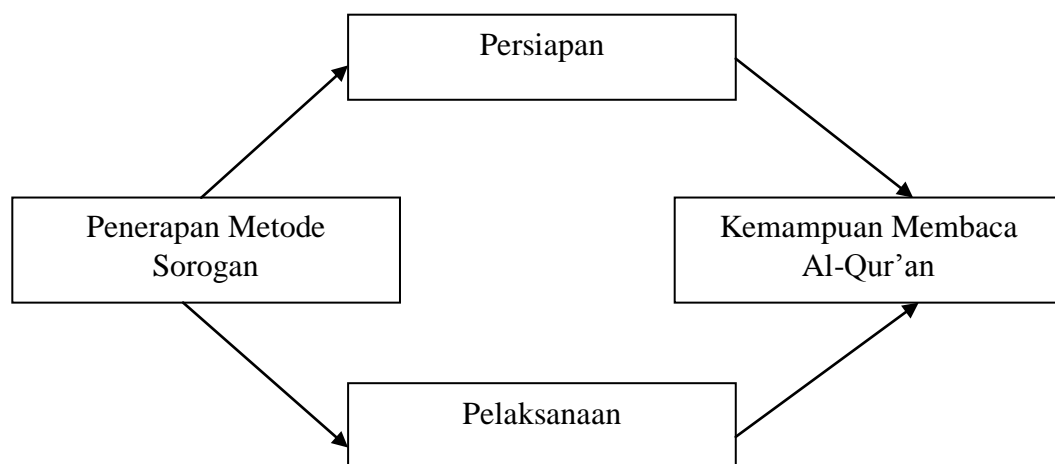 Persiapan
Penerapan Metode
Sorogan
Kemampuan Membaca
Al-Qur’an
Pelaksanaan